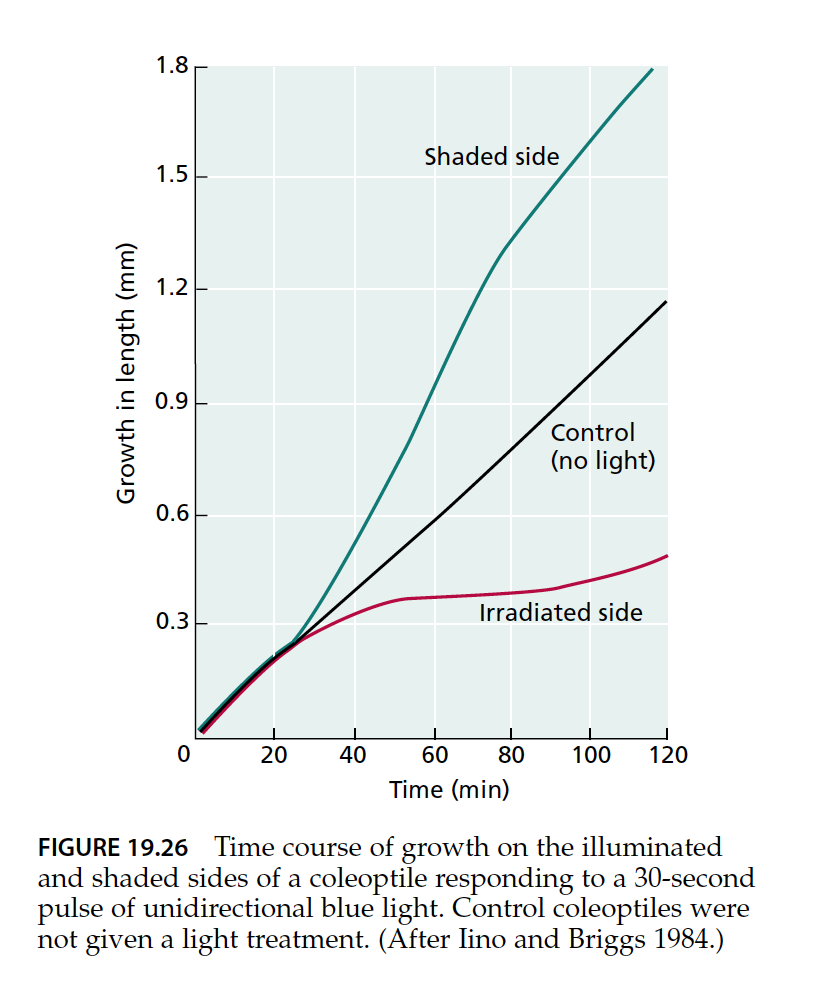 1.8
Shaded side
1.5
1.2
Growth in length (mm)
0.9
Control
(no light)
0.6
Irradiated side
0.3
0 20 40 60 80 100 120
Time (min)
FIGURE 19.26 Time course of growth on the illuminated
and shaded sides of a coleoptile responding to a 30-second
pulse of unidirectional blue light. Control coleoptiles were
not given a light treatment. (After Iino and Briggs 1984.)